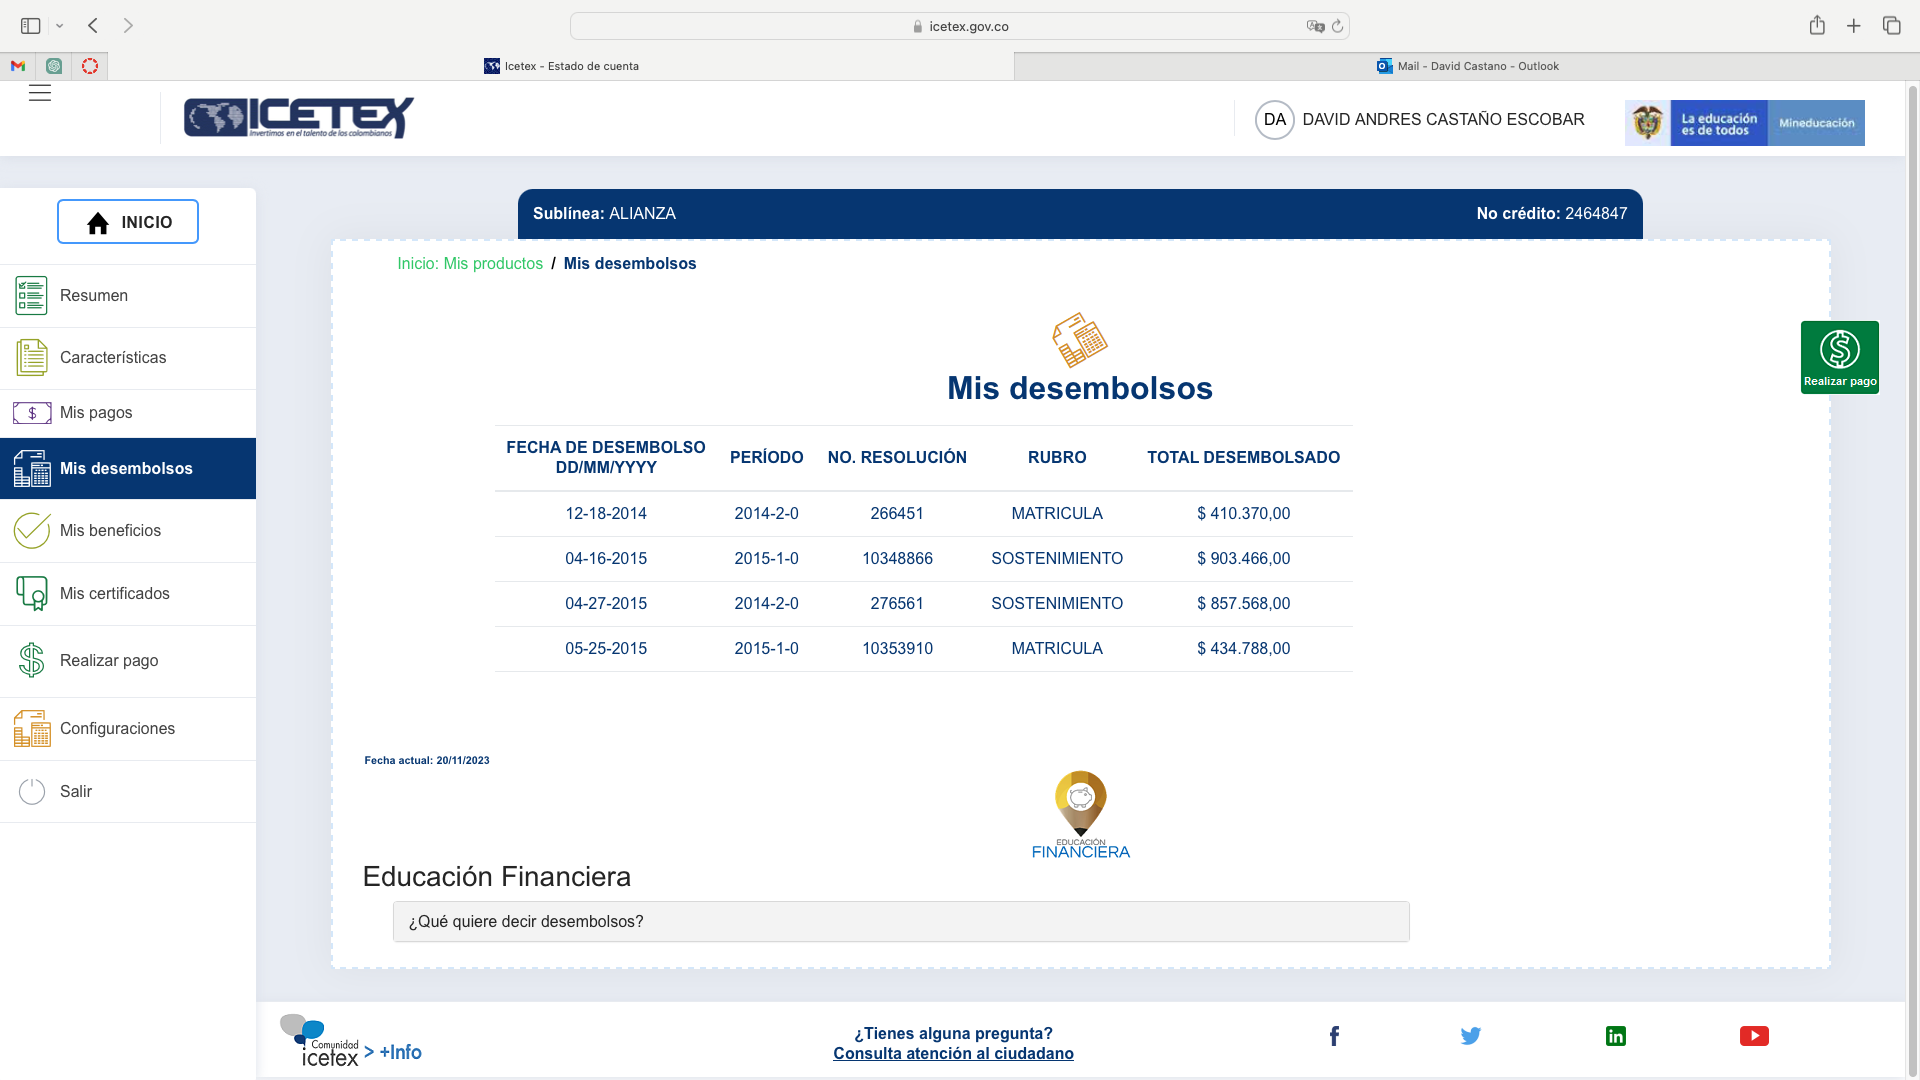 icetex.gov.co
Icetex - Estado de cuenta
Mail - David Castano - Outlook
ICETEX
Invertimos en el talento de los colombianos
DA
DAVID ANDRES CASTAÑO ESCOBAR
La educación
es de todos
Mineducación
INICIO
Resumen
Características
Mis pagos
Mis desembolsos
Mis beneficios
Mis certificados
Realizar pago
Configuraciones
Salir
Sublínea: ALIANZA
No crédito: 2464847
Inicio: Mis productos / Mis desembolsos
Realizar pago
Mis desembolsos
FECHA DE DESEMBOLSO DD/MM/YYYY PERÍODO NO. RESOLUCIÓN RUBRO TOTAL DESEMBOLSADO
12-18-2014 2014-2-0 266451 MATRICULA $ 410.370,00
04-16-2015 2015-1-0 10348866 SOSTENIMIENTO $ 903.466,00
04-27-2015 2014-2-0 276561 SOSTENIMIENTO $ 857.568,00
05-25-2015 2015-1-0 10353910 MATRICULA $ 434.788,00
Fecha actual: 20/11/2023
EDUCACIÓN
FINANCIERA
Educación Financiera
¿Qué quiere decir desembolsos?
Comunidad
icetex
> +Info
¿Tienes alguna pregunta?
Consulta atención al ciudadano